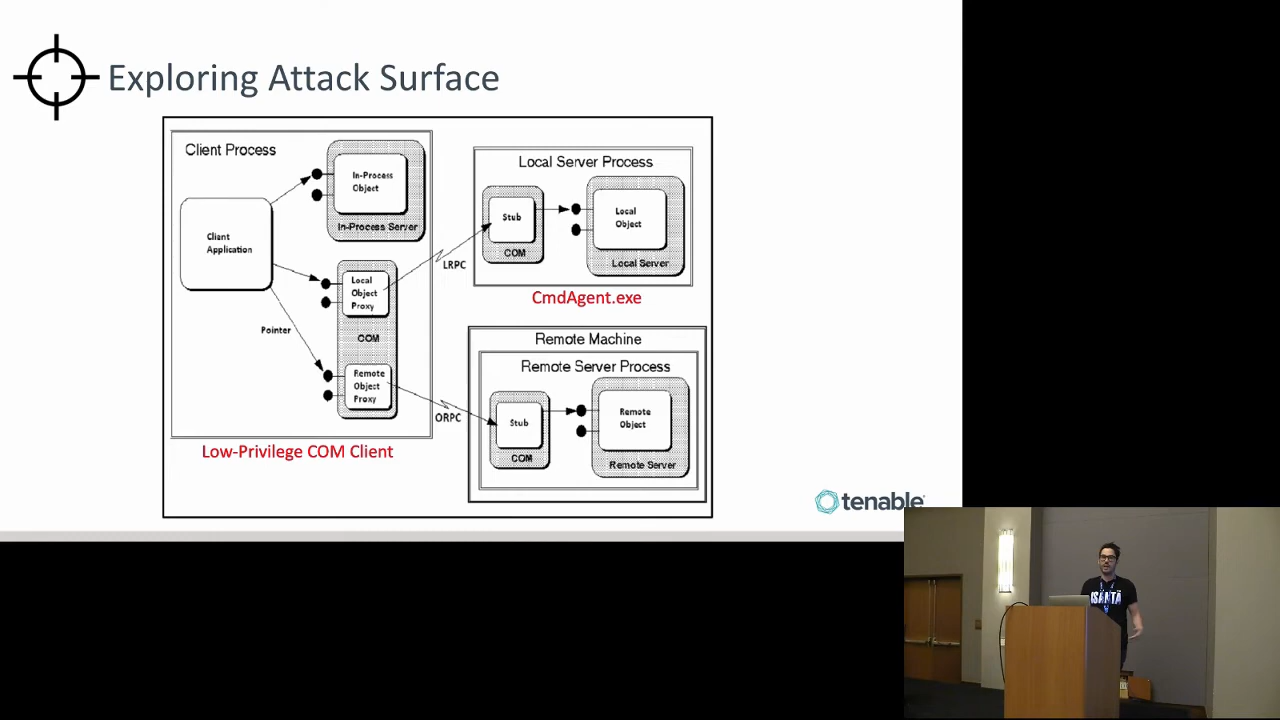 Exploring Attack Surface
Client Process
In-Process
Object
In-Process Server
Client
Application
Local
Object
Proxy
COM
Pointer
Remote
Object
Proxy
LRPC
ORPC
Low-Privilege COM Client
Local Server Process
Stub
COM
Local
Object
Local Server
CmdAgent.exe
Remote Machine
Remote Server Process
Stub
COM
Remote
Object
Remote Server
tenable